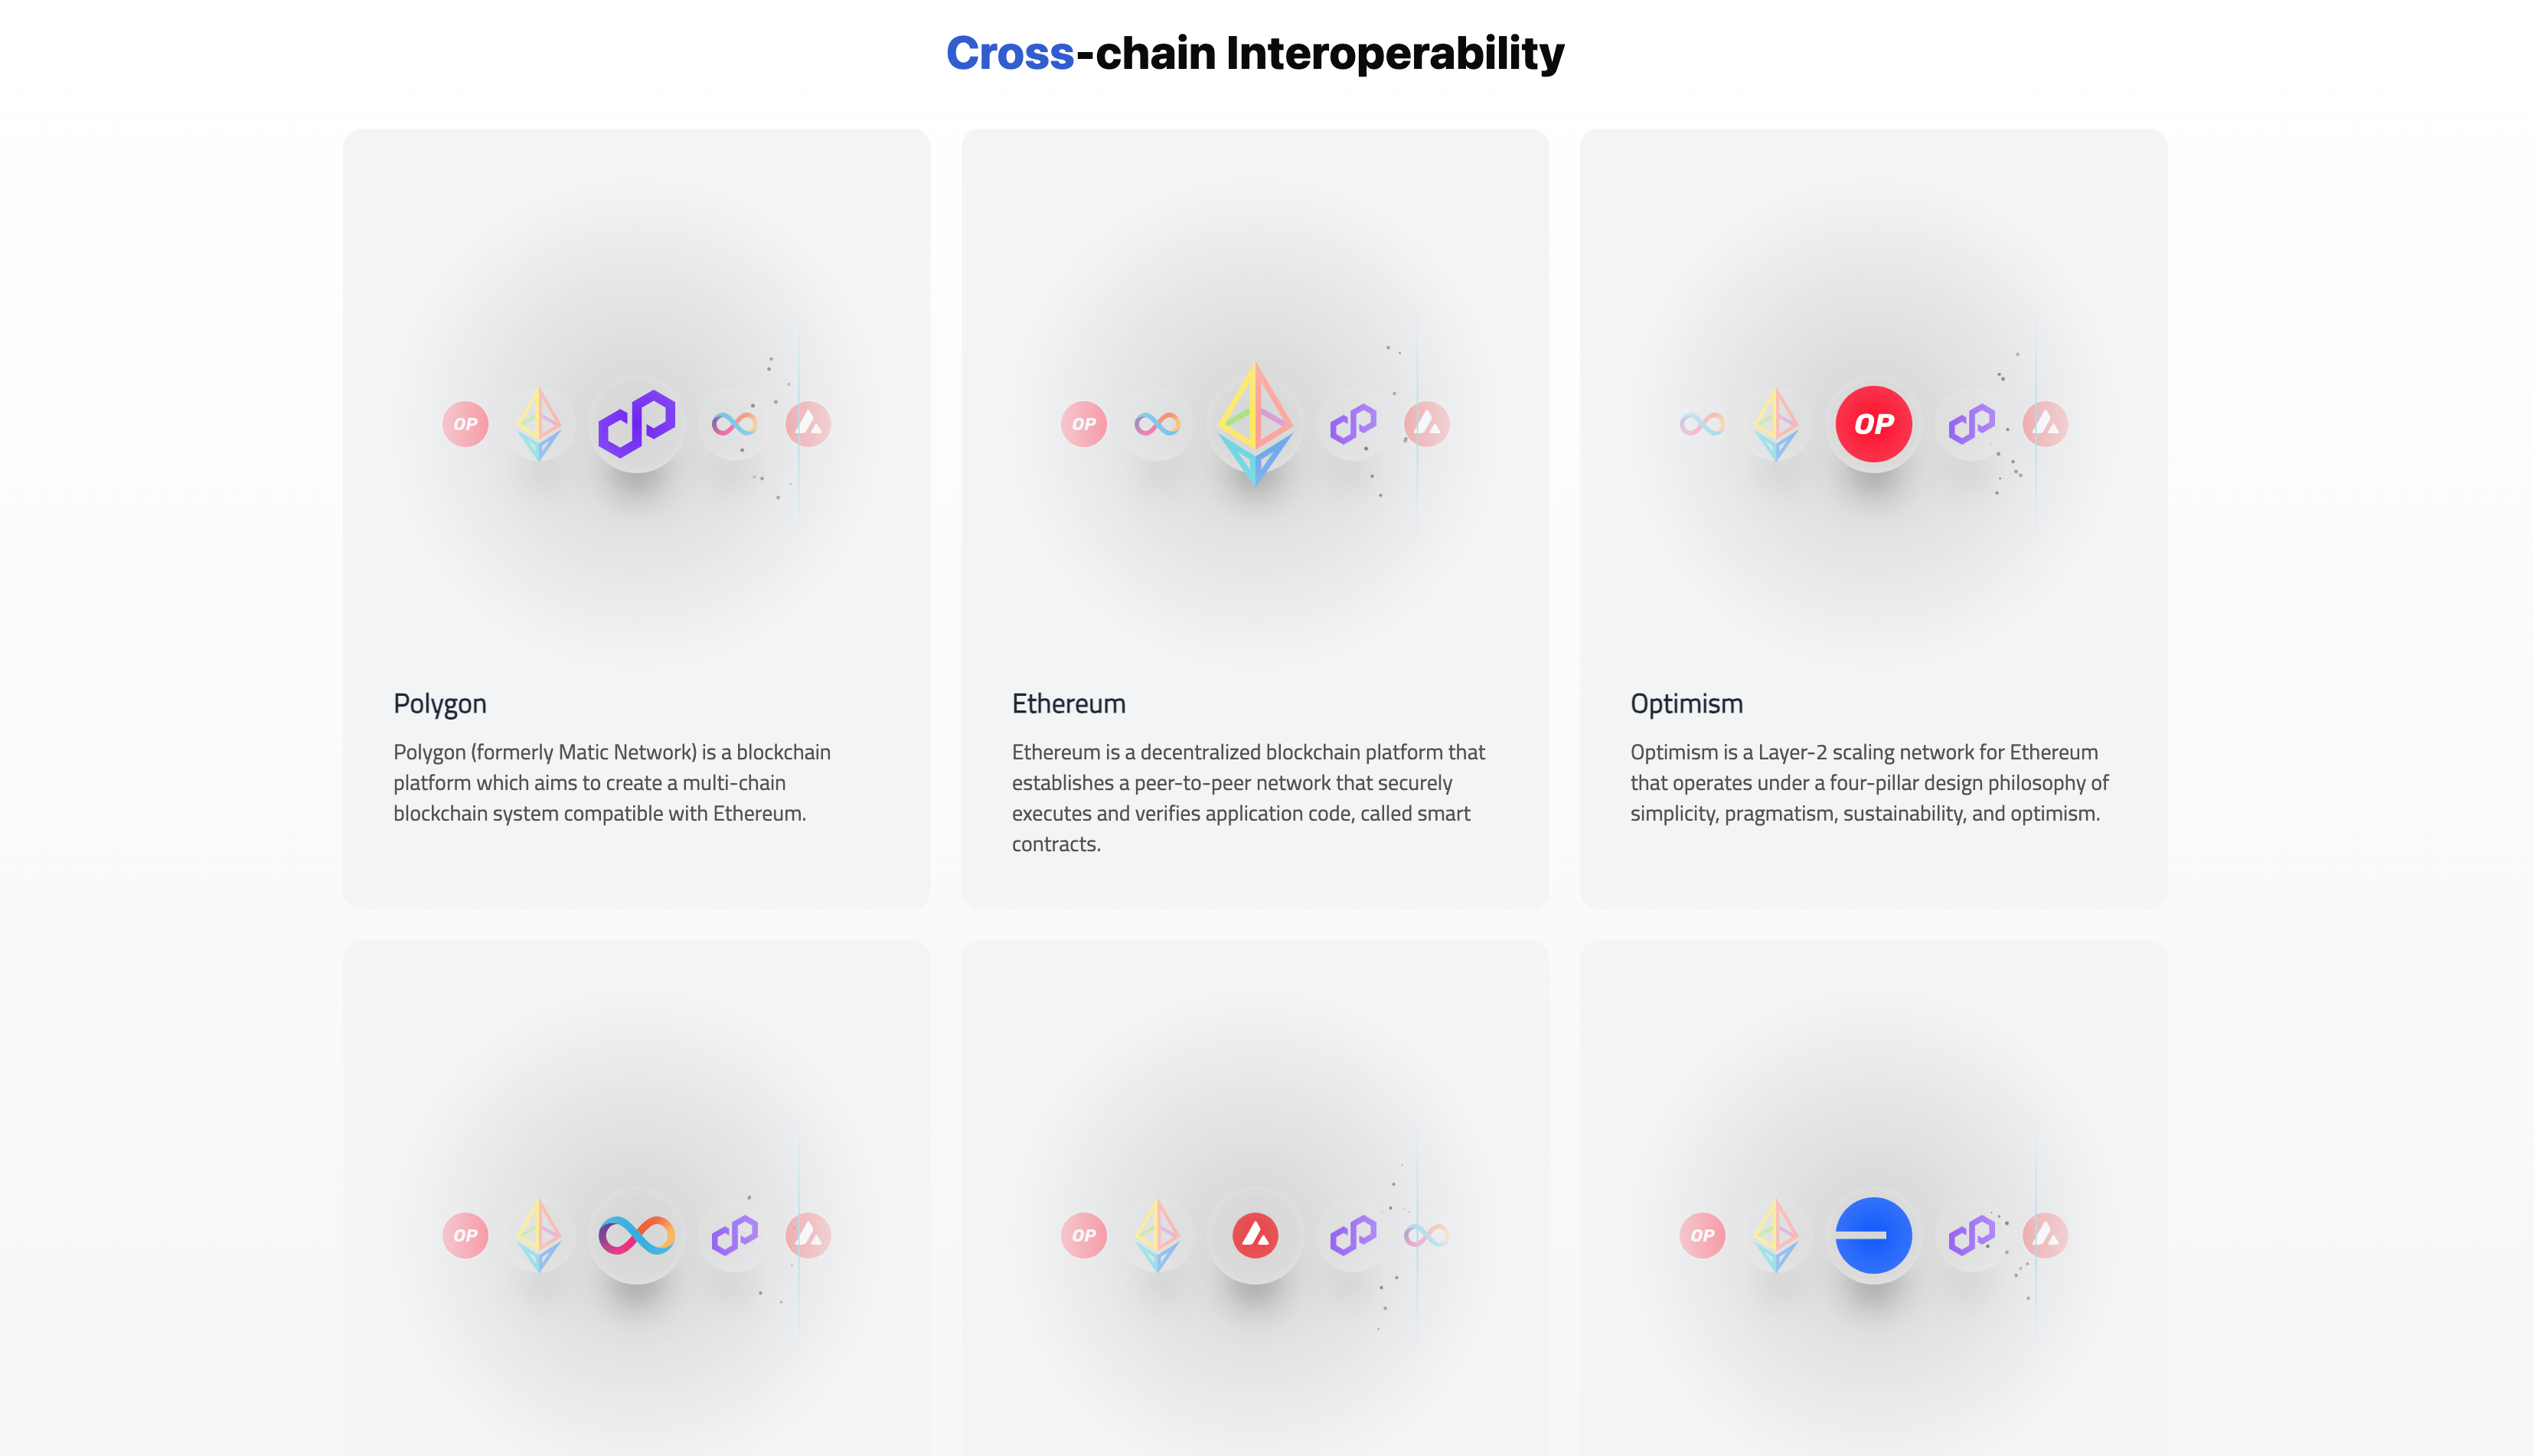 Cross-chain Interoperability
OP
OP
OP
Polygon
Polygon (formerly Matic Network) is a blockchain
platform which aims to create a multi-chain
blockchain system compatible with Ethereum.
Ethereum
Ethereum is a decentralized blockchain platform that
establishes a peer-to-peer network that securely
executes and verifies application code, called smart
contracts.
Optimism
Optimism is a Layer-2 scaling network for Ethereum
that operates under a four-pillar design philosophy of
simplicity, pragmatism, sustainability, and optimism.
OP
OP
OP